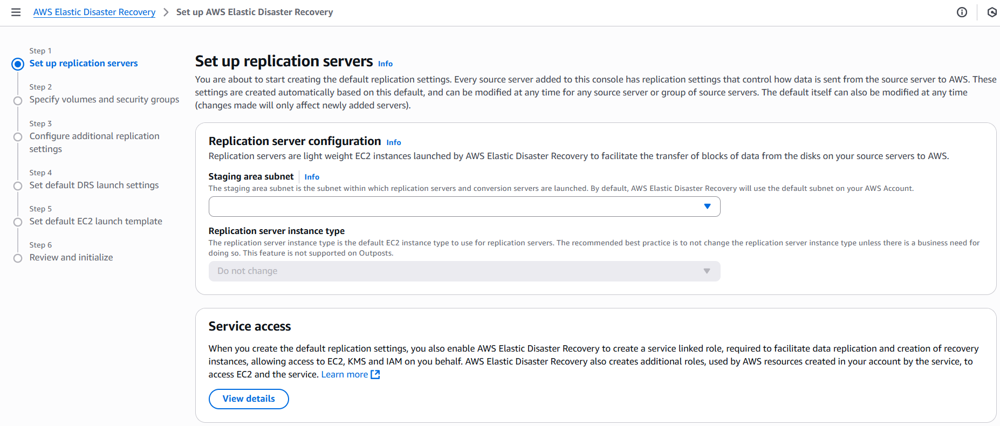 AWS Elastic Disaster Recovery > Set up AWS Elastic Disaster Recovery
Step 1
Set up replication servers
Step 2
Specify volumes and security groups
Step 3
Configure additional replication
settings
Step 4
Set default DRS launch settings
Step 5
Set default EC2 launch template
Step 6
Review and initialize
Set up replication servers Info
You are about to start creating the default replication settings. Every source server added to this console has replication settings that control how data is sent from the source server to AWS. These
settings are created automatically based on this default, and can be modified at any time for any source server or group of source servers. The default itself can also be modified at any time
(changes made will only affect newly added servers).
Replication server configuration Info
Replication servers are light weight EC2 instances launched by AWS Elastic Disaster Recovery to facilitate the transfer of blocks of data from the disks on your source servers to AWS.
Staging area subnet Info
The staging area subnet is the subnet within which replication servers and conversion servers are launched. By default, AWS Elastic Disaster Recovery will use the default subnet on your AWS Account.
Replication server instance type
The replication server instance type is the default EC2 instance type to use for replication servers. The recommended best practice is to not change the replication server instance type unless there is a business need for
doing so. This feature is not supported on Outposts.
Do not change
Service access
When you create the default replication settings, you also enable AWS Elastic Disaster Recovery to create a service linked role, required to facilitate data replication and creation of recovery
instances, allowing access to EC2, KMS and IAM on you behalf. AWS Elastic Disaster Recovery also creates additional roles, used by AWS resources created in your account by the service, to
access EC2 and the service. Learn more
View details